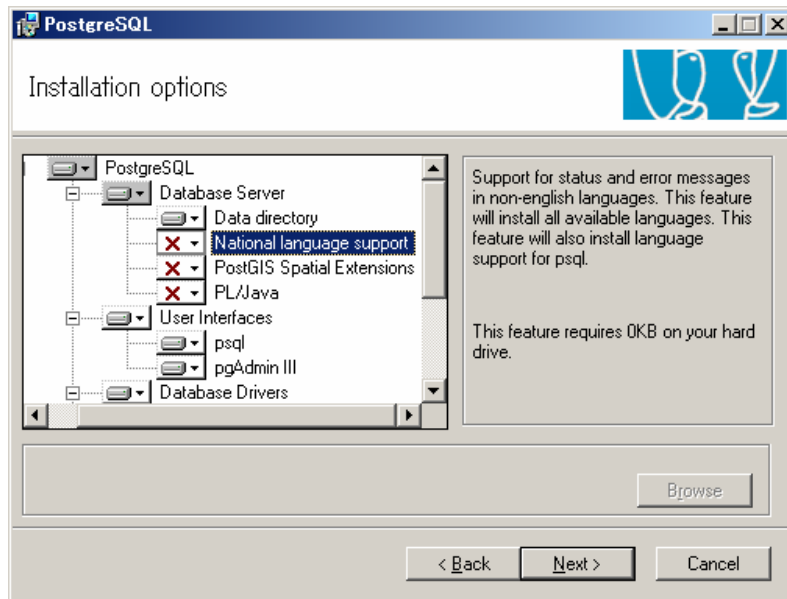 PostgreSQL
Installation options
PostgreSQL
Database Server
Data directory
National language support
PostGIS Spatial Extensions
PL/Java
User Interfaces
psql
pgAdmin III
Database Drivers
Support for status and error messages
in non-english languages. This feature
will install all available languages. This
feature will also install language
support for psql.
This feature requires 0KB on your hard
drive.
Browse
< Back
Next >
Cancel